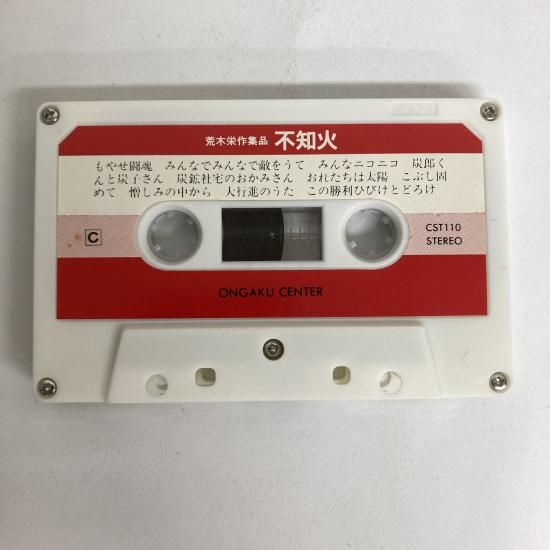 荒木栄作集品 不知火
もやせ闘魂 みんなでみんなで敵をうて みんなニコニコ 炭郎く
んと炭子さん 炭鉱社宅のおかみさん おれたちは太陽 こぶし固
めて 憎しみの中から 大行進のうた この勝利ひびけとどろけ
C
CST110
STEREO
ONGAKU CENTER